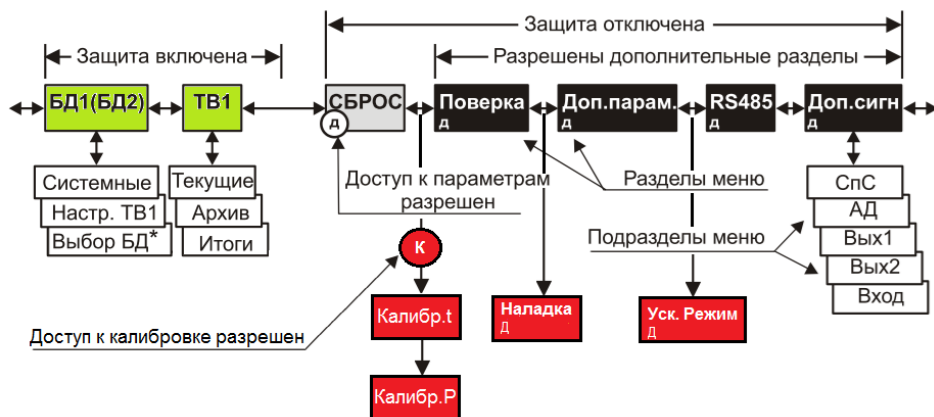 Защита отключена
Защита включена
Разрешены дополнительные разделы
БД1(БД2)
ТВ1
СБРОС
д
Поверка
д
Доп.парам.
д
RS485
д
Доп.сигн
д
Системные
Настр. ТВ1
Выбор БД*
Текущие
Архив
Итоги
Доступ к параметрам
разрешен
Разделы меню
Подразделы меню
СпС
АД
Вых1
Вых2
Вход
К
Доступ к калибровке разрешен
Калибр.t
Калибр.P
Наладка
Д
Уск. Режим
Д